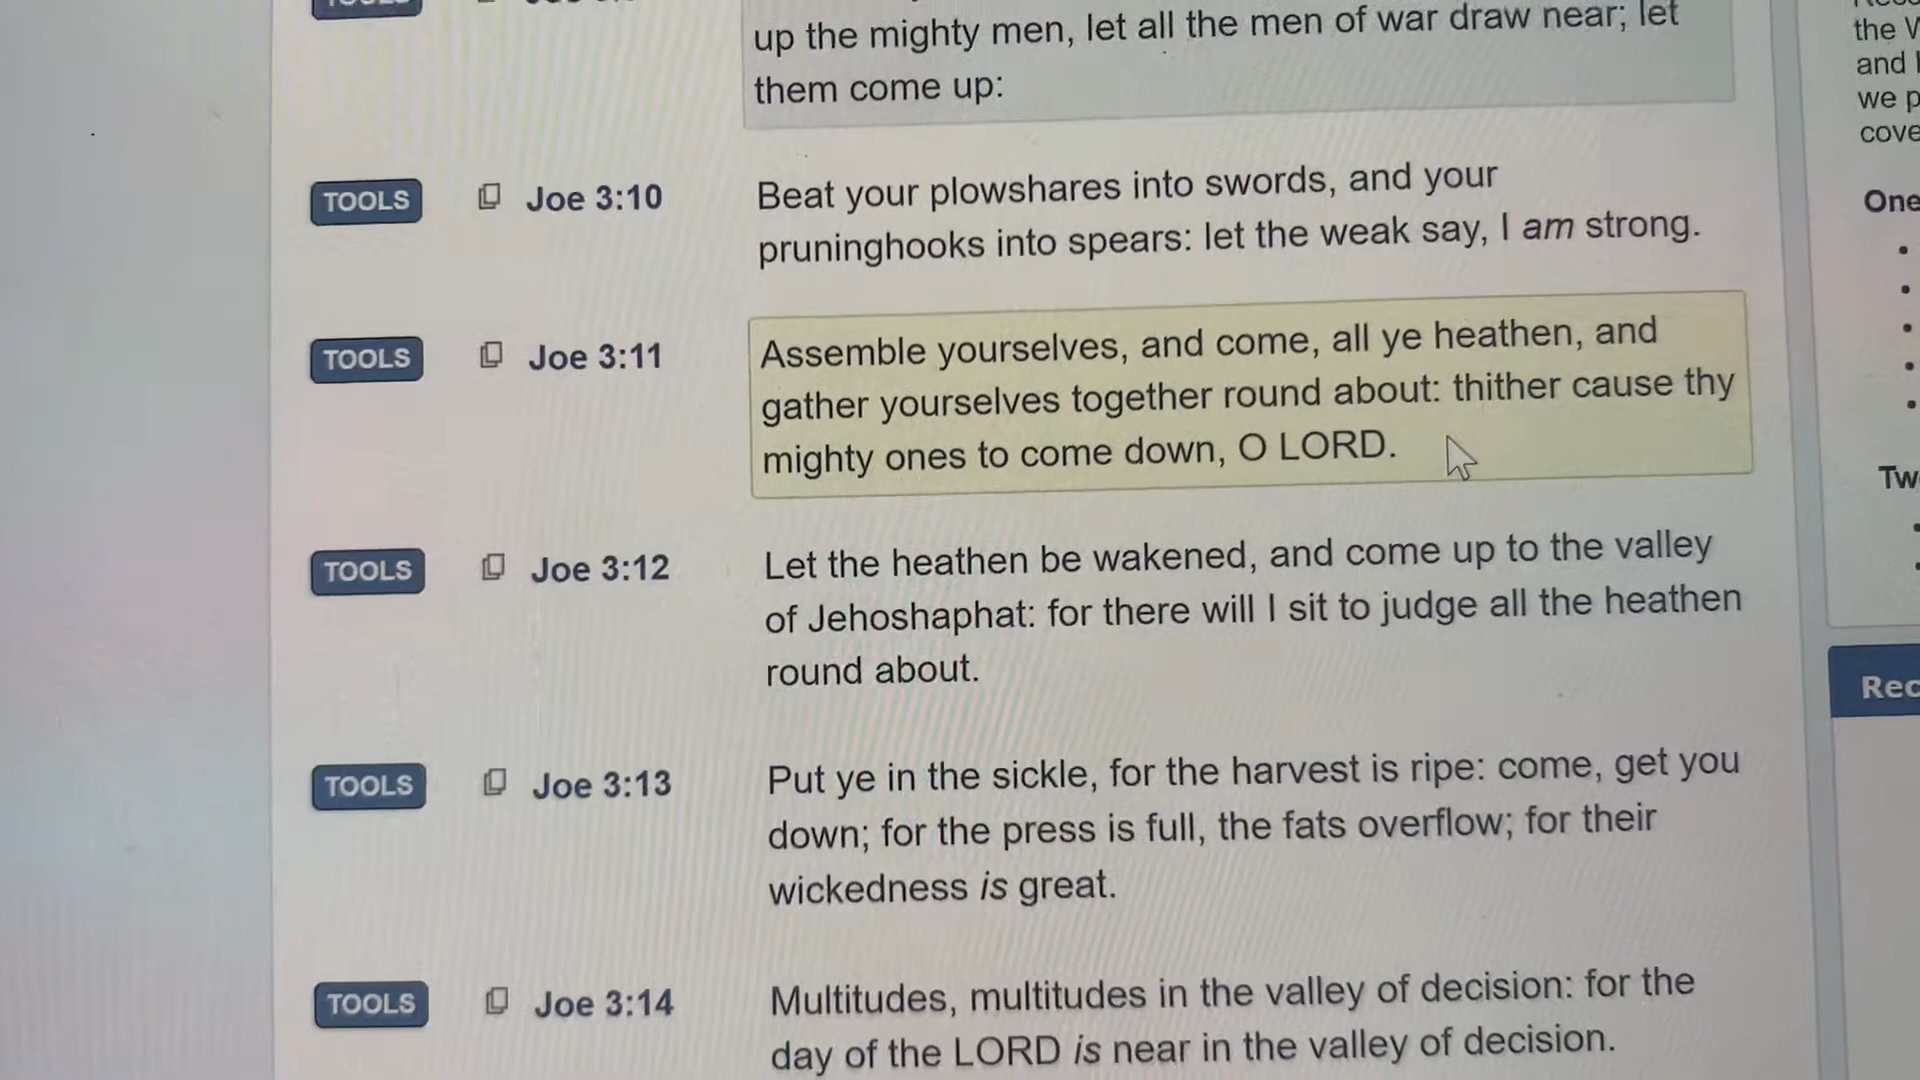 up the mighty men, let all the men of war draw near; let
them come up:
TOOLS Joe 3:10 Beat your plowshares into swords, and your
pruninghooks into spears: let the weak say, I am strong.
TOOLS Joe 3:11 Assemble yourselves, and come, all ye heathen, and
gather yourselves together round about: thither cause thy
mighty ones to come down, O LORD.
TOOLS Joe 3:12 Let the heathen be wakened, and come up to the valley
of Jehoshaphat: for there will I sit to judge all the heathen
round about.
TOOLS Joe 3:13 Put ye in the sickle, for the harvest is ripe: come, get you
down; for the press is full, the fats overflow; for their
wickedness is great.
TOOLS Joe 3:14 Multitudes, multitudes in the valley of decision: for the
day of the LORD is near in the valley of decision.
the
and
we
One